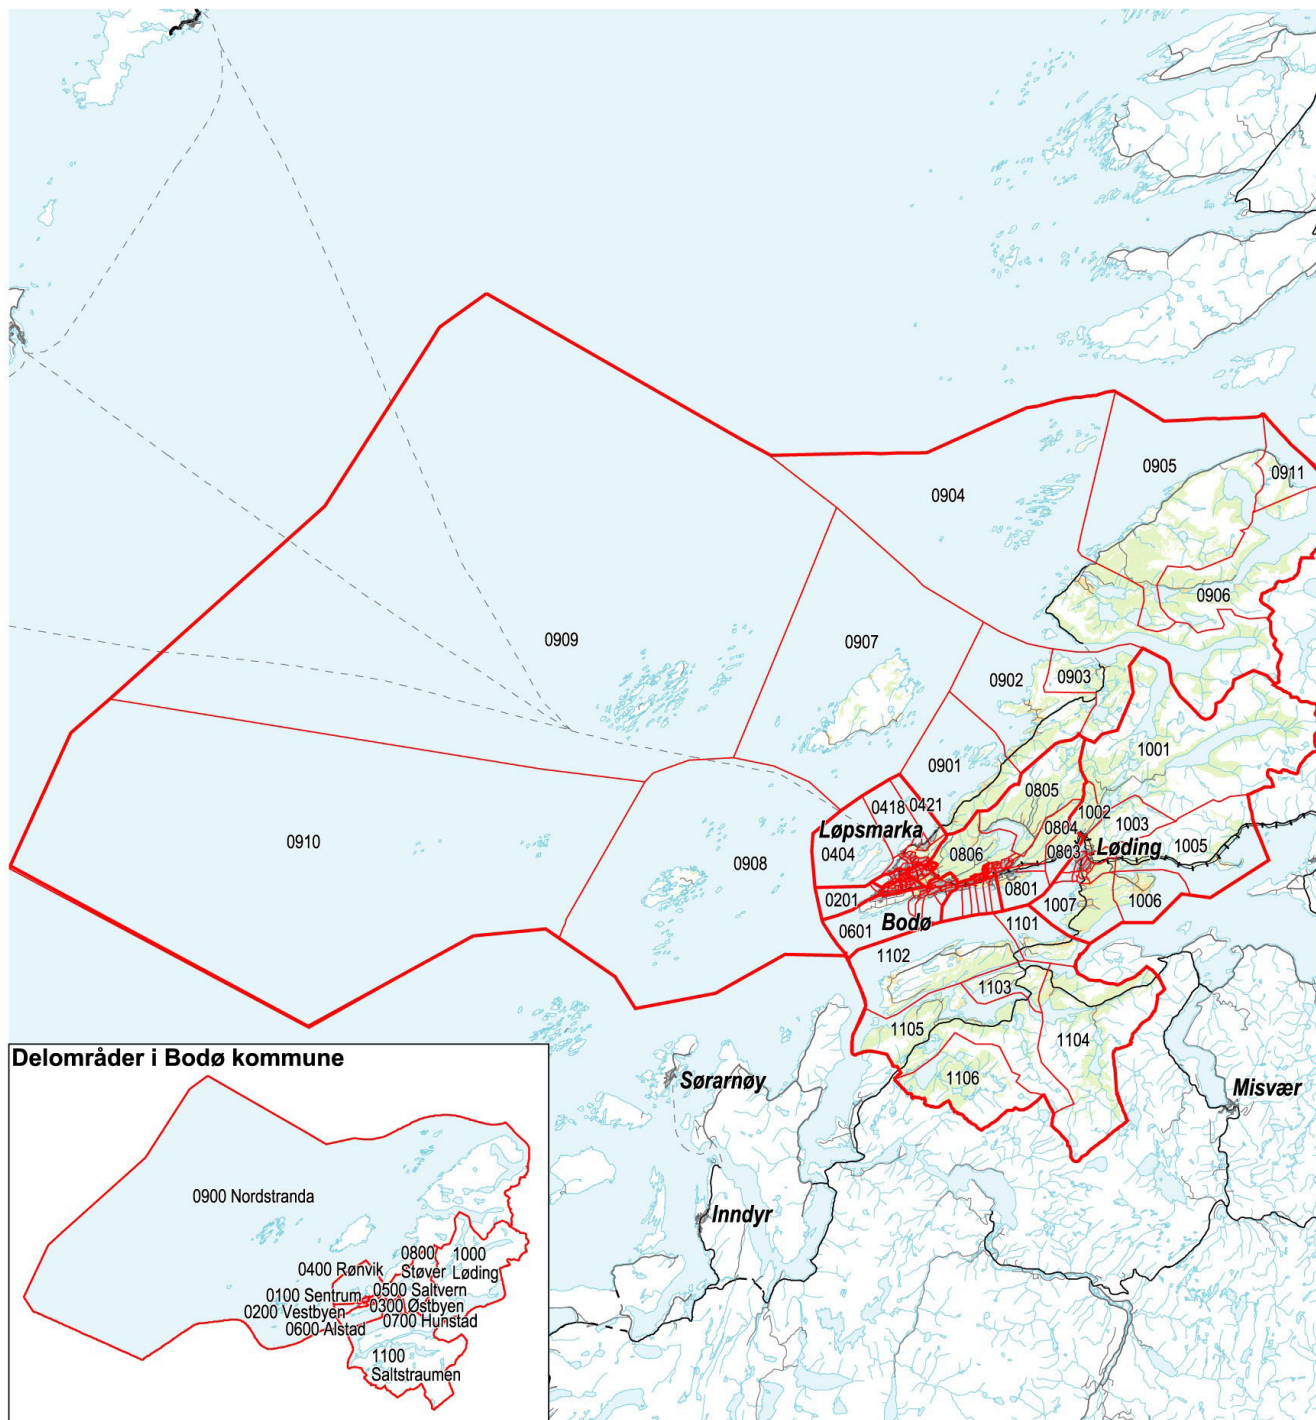 0905
0911
0904
0906
0909
0907
0902
0903
1001
0901
0805
0418
0421
1002
0910
Løpsmarka
0804
1003
0404
0806
0803
Løding
1005
0908
0801
0201
1007
1006
Bodø
0601
1101
1102
1103
1105
1104
1106
Sørarnøy
Misvær
Inndyr
Delområder i Bodø kommune
0900 Nordstranda
0800
Støver
1000
Løding
0400 Rønvik
0500 Saltvern
0100 Sentrum
0300 Østbyen
0200 Vestbyen
0700 Hunstad
0600 Alstad
1100
Saltstraumen